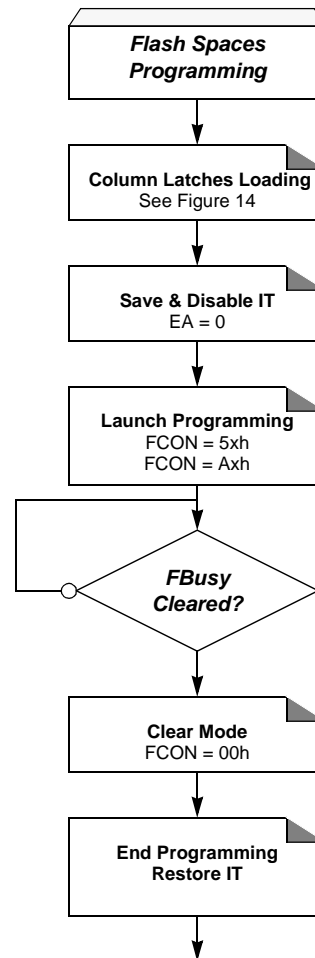 Flash Spaces
Programming
Column Latches Loading
See Figure 14
Save & Disable IT
EA = 0
Launch Programming
FCON = 5xh
FCON = Axh
FBusy
Cleared?
Clear Mode
FCON = 00h
End Programming
Restore IT